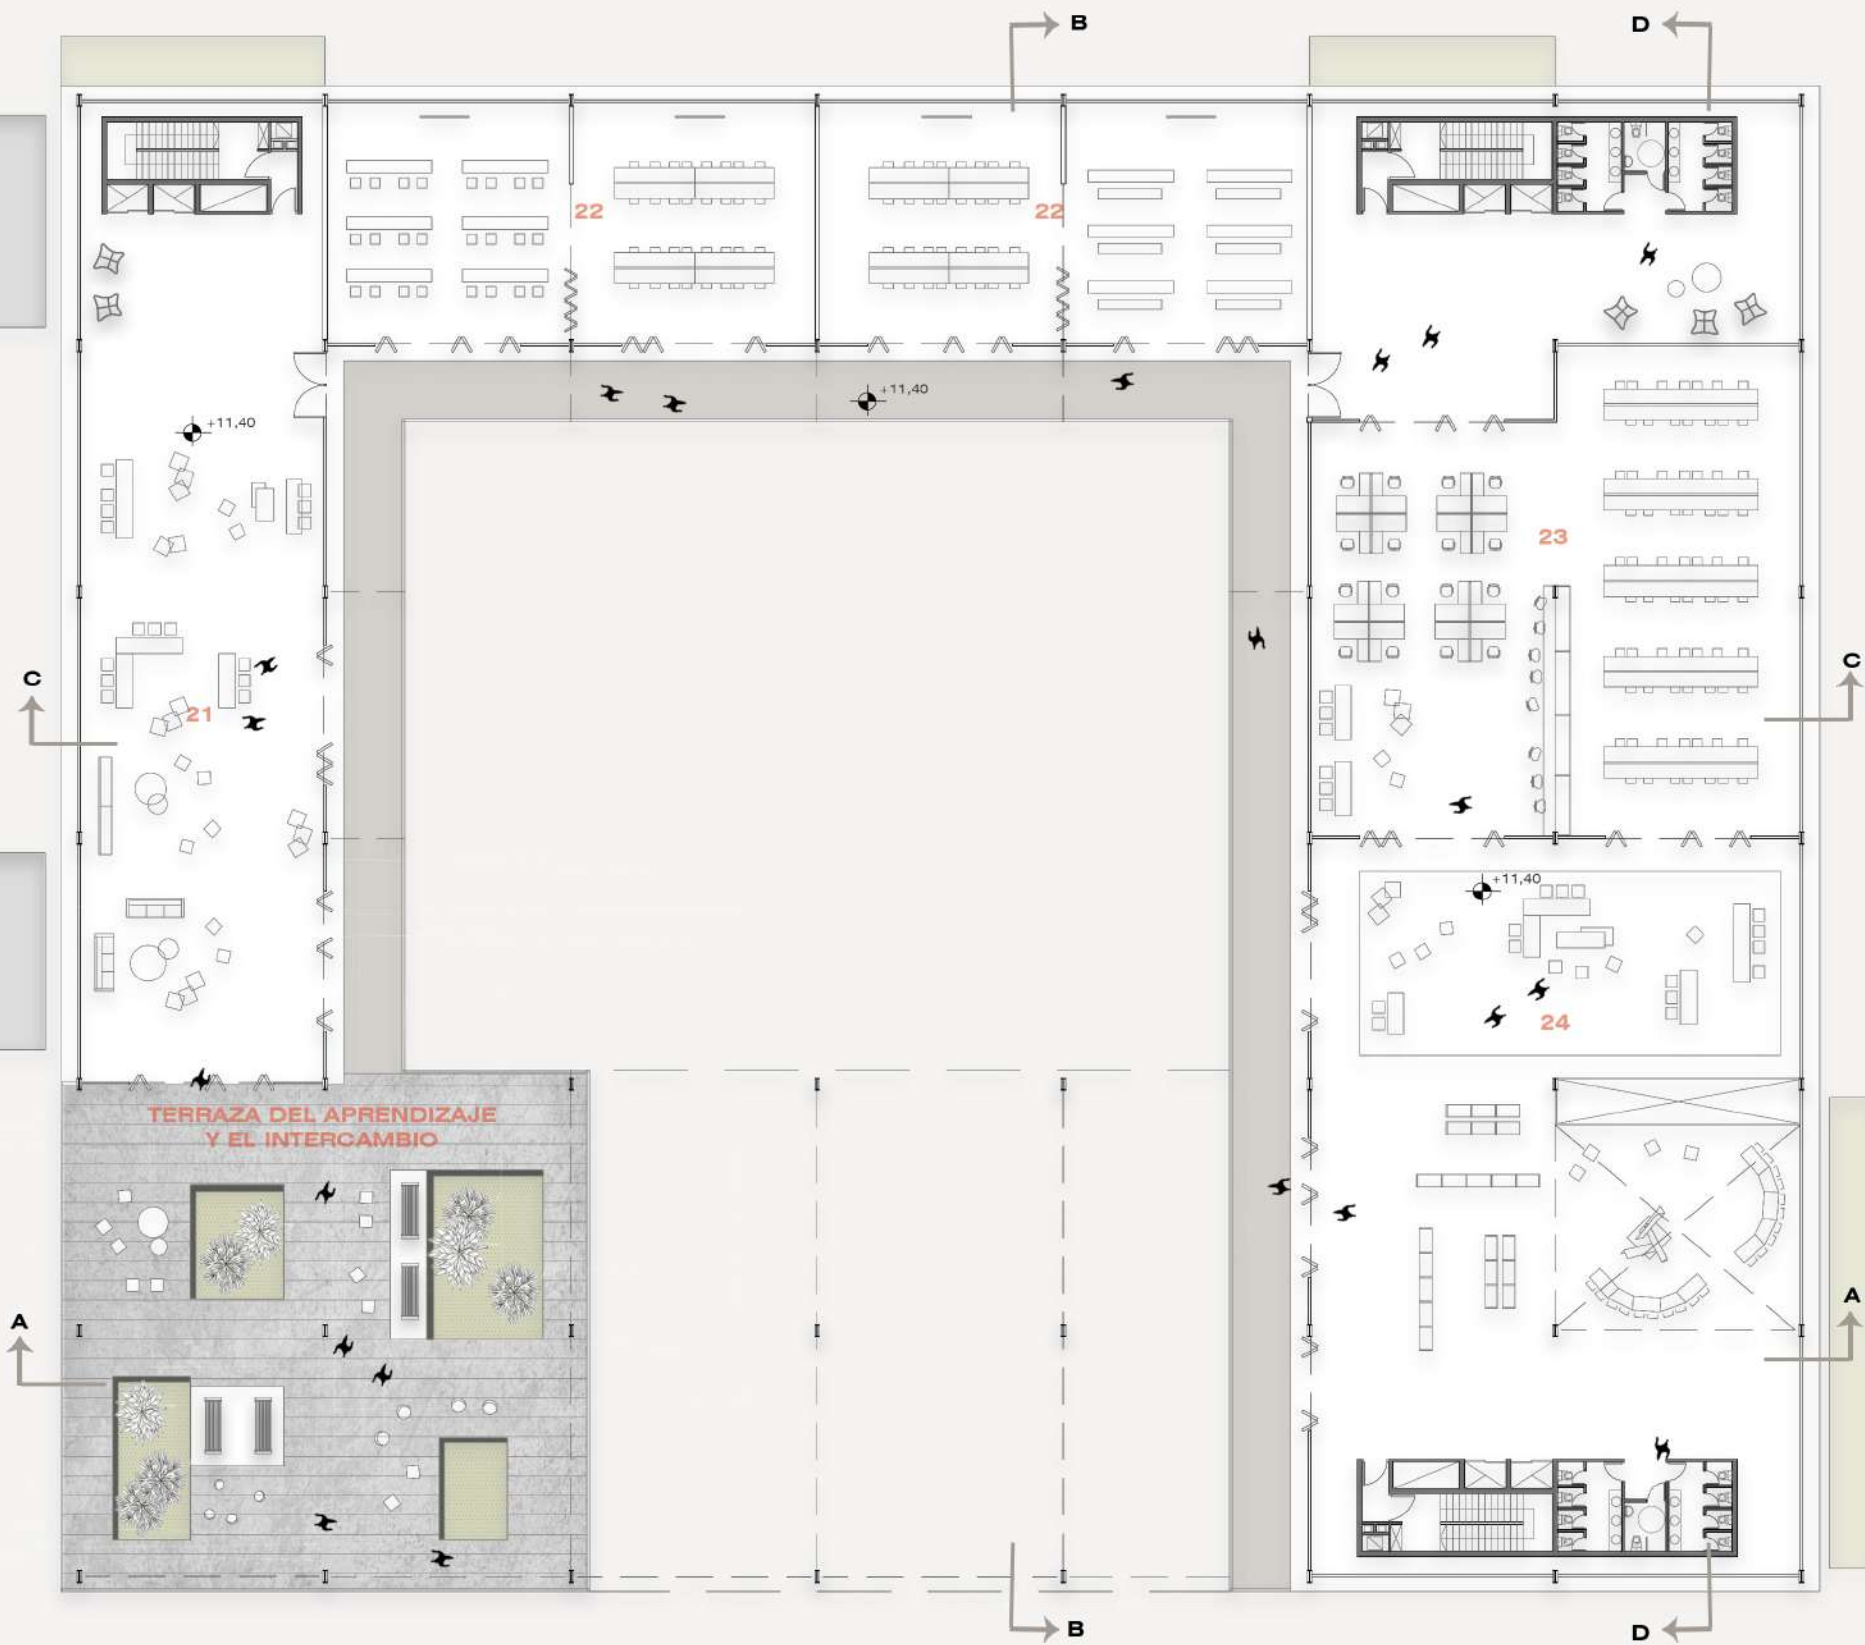 B
D
22
22
+11,40
+11,40
23
C
C
21
+11,40
24
TERRAZA DEL APRENDIZAJE
Y EL INTERCAMBIO
A
A
B
D